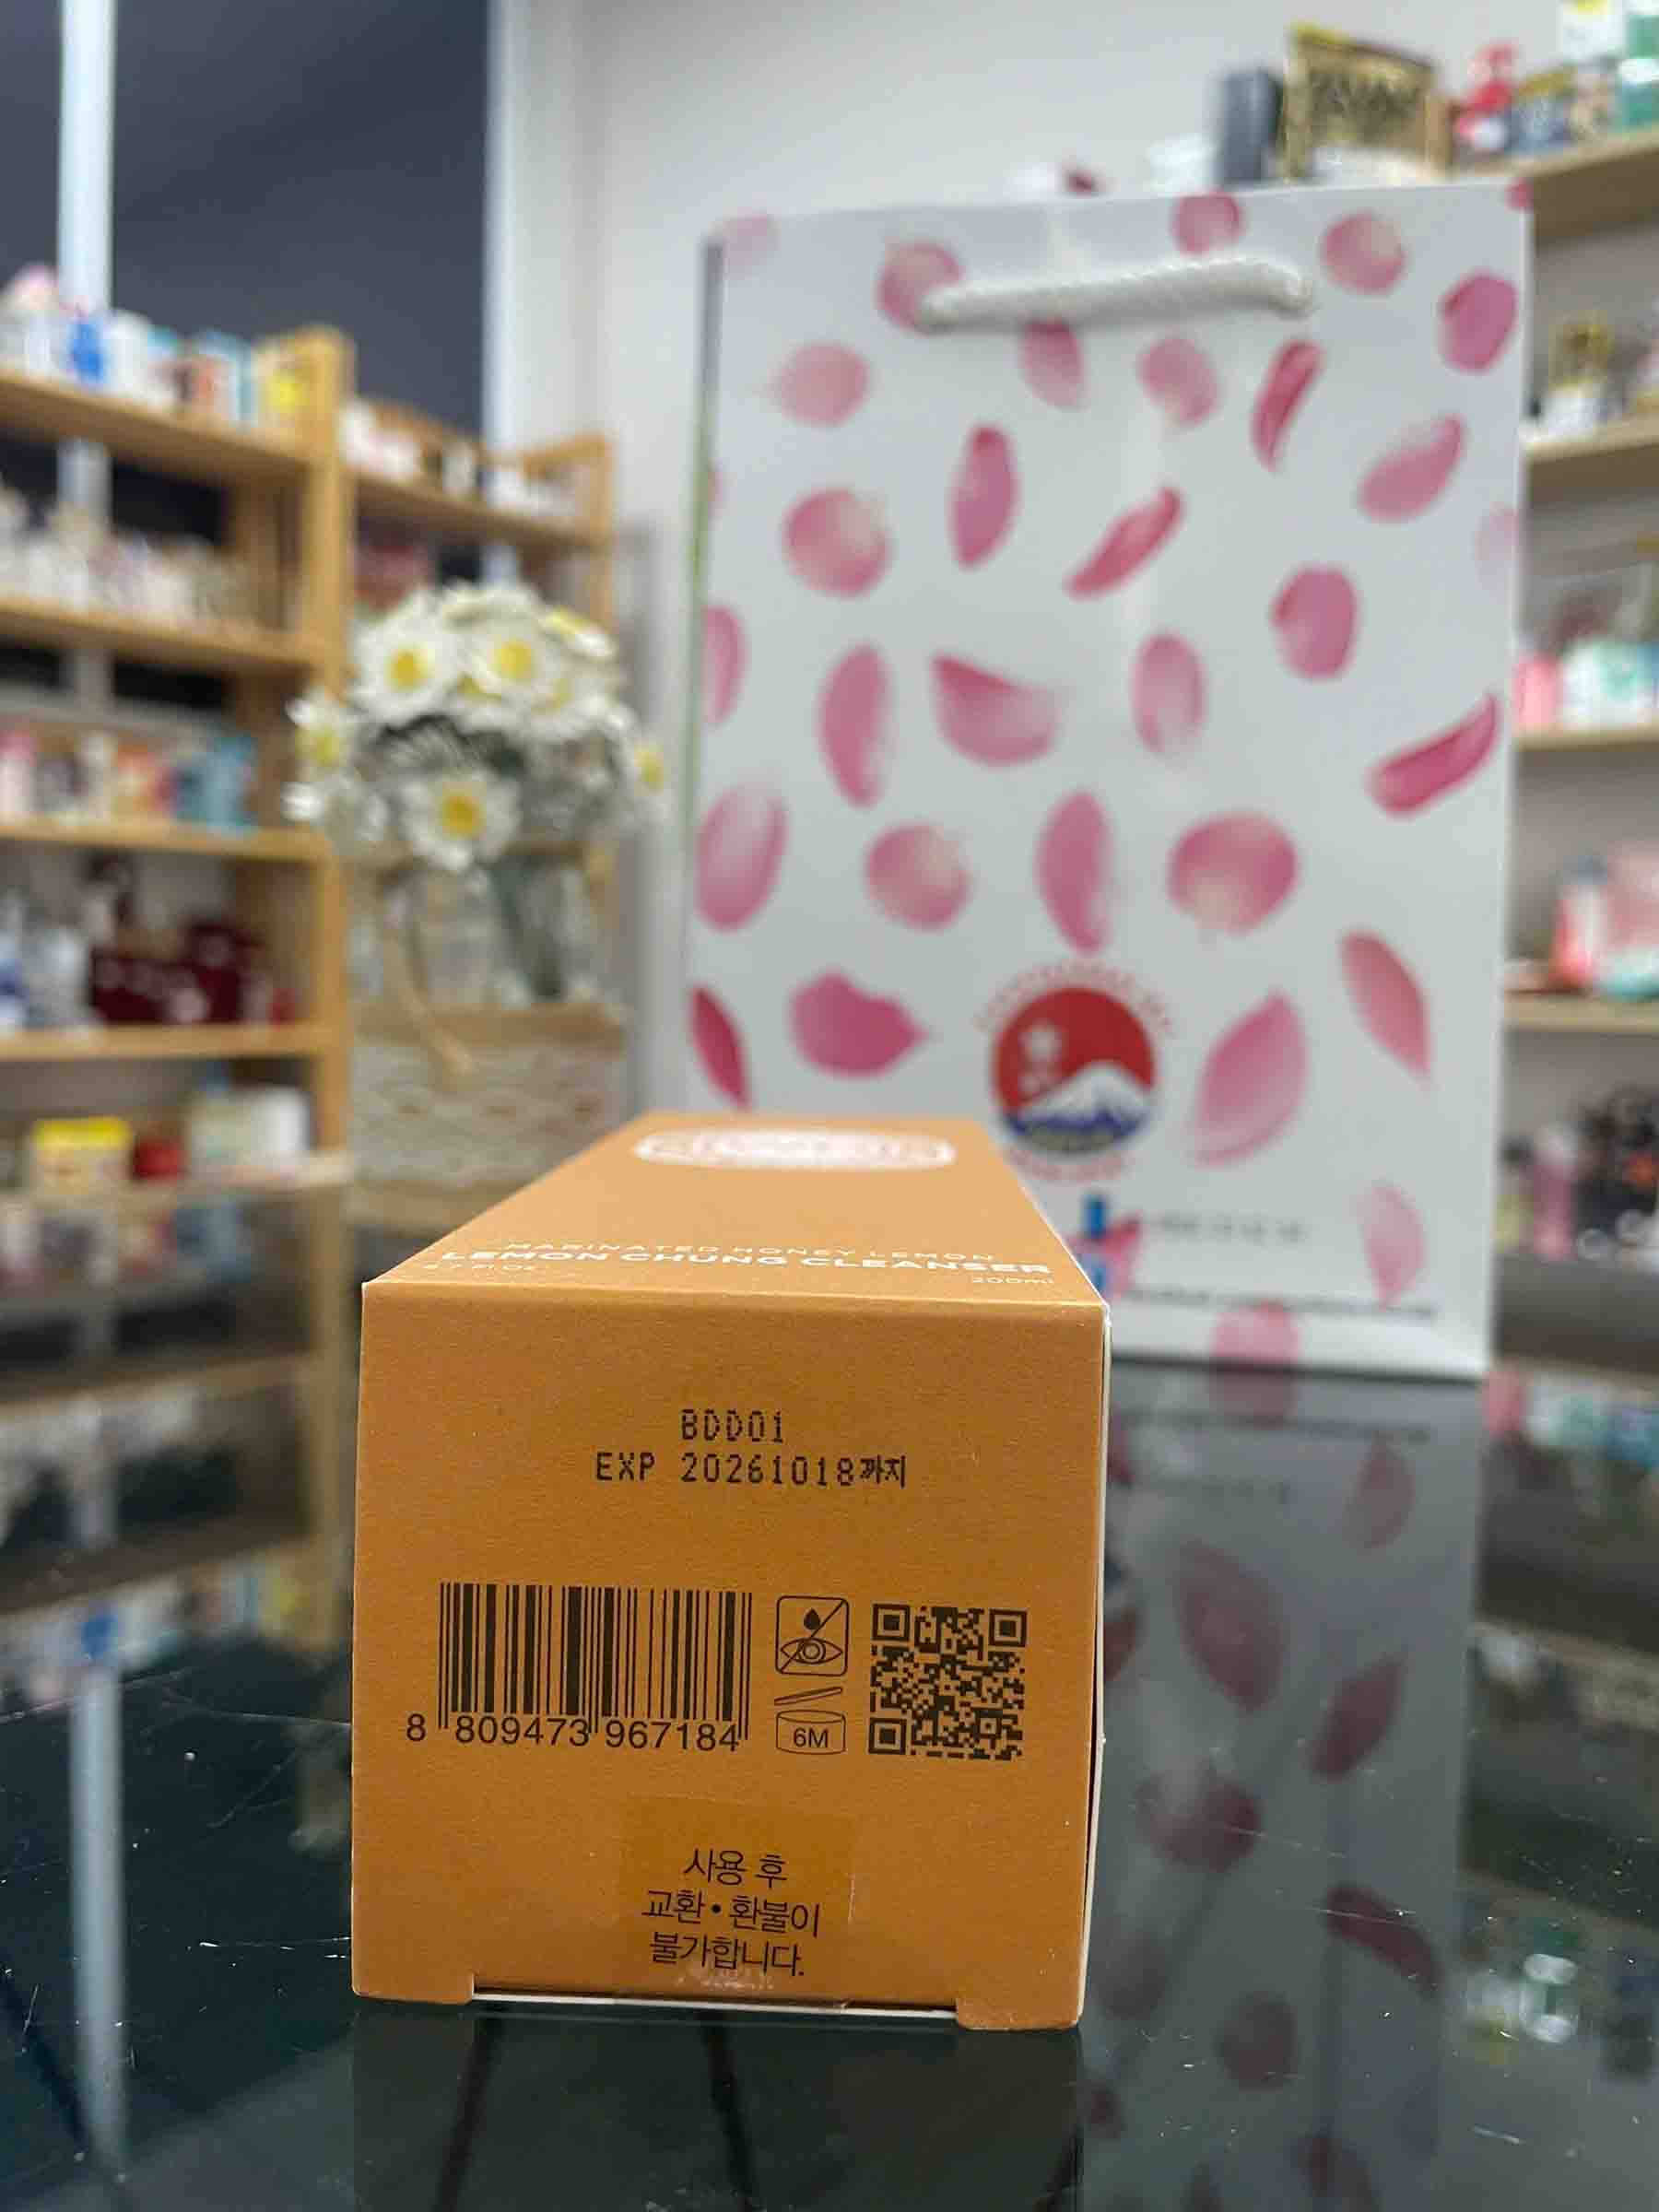 MARINATED HONEY LEMON
LEMON CHUNG CLEANSER
200ml
BDD01
EXP 20261018까지
8 809473 967184
6M
사용 후
교환•환불이
불가합니다.